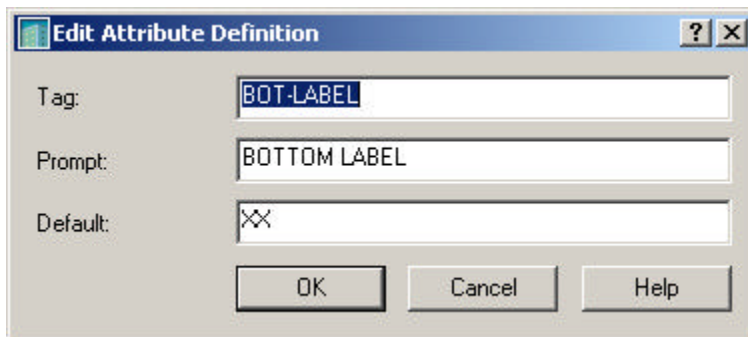 Edit Attribute Definition
Tag: BOT-LABEL
Prompt: BOTTOM LABEL
Default: XX
OK Cancel Help